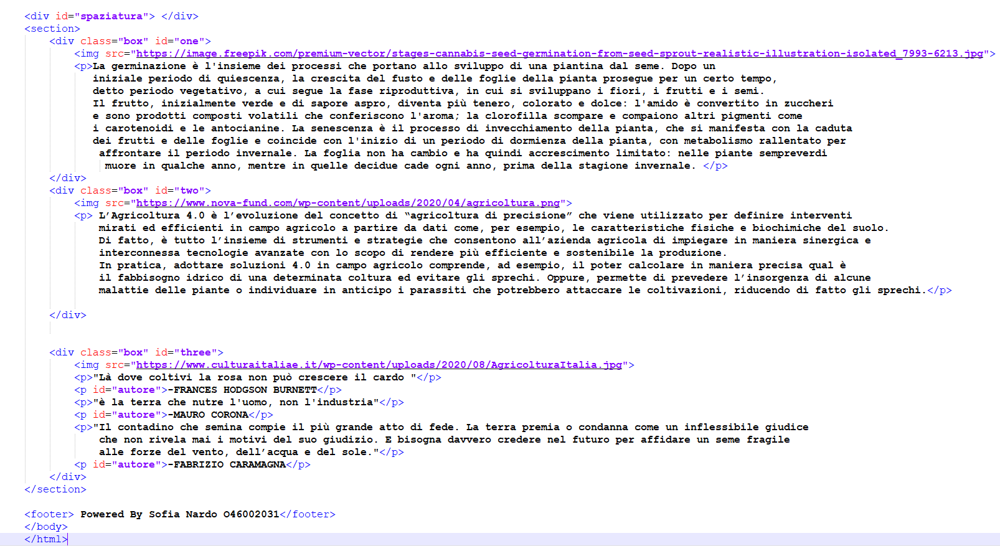 <div id="spaziatura"> </div>
<section>
<div class="box" id="one">
<img src="https://image.freepik.com/premium-vector/stages-cannabis-seed-germination-from-seed-sprout-realistic-illustration-isolated_7993-6213.jpg">
<p>La germinazione è l'insieme dei processi che portano allo sviluppo di una piantina dal seme. Dopo un
iniziale periodo di quiescenza, la crescita del fusto e delle foglie della pianta prosegue per un certo tempo,
detto periodo vegetativo, a cui segue la fase riproduttiva, in cui si sviluppano i fiori, i frutti e i semi.
Il frutto, inizialmente verde e di sapore aspro, diventa più tenero, colorato e dolce: l'amido è convertito in zuccheri
e sono prodotti composti volatili che conferiscono l'aroma; la clorofilla scompare e compaiono altri pigmenti come
i carotenoidi e le antocianine. La senescenza è il processo di invecchiamento della pianta, che si manifesta con la caduta
dei frutti e delle foglie e coincide con l'inizio di un periodo di dormienza della pianta, con metabolismo rallentato per
affrontare il periodo invernale. La foglia non ha cambio e ha quindi accrescimento limitato: nelle piante sempreverdi
muore in qualche anno, mentre in quelle decidue cade ogni anno, prima della stagione invernale. </p>
</div>
<div class="box" id="two">
<img src="https://www.nova-fund.com/wp-content/uploads/2020/04/agricoltura.png">
<p> L’Agricoltura 4.0 è l’evoluzione del concetto di “agricoltura di precisione” che viene utilizzato per definire interventi
mirati ed efficienti in campo agricolo a partire da dati come, per esempio, le caratteristiche fisiche e biochimiche del suolo.
Di fatto, è tutto l’insieme di strumenti e strategie che consentono all’azienda agricola di impiegare in maniera sinergica e
interconnessa tecnologie avanzate con lo scopo di rendere più efficiente e sostenibile la produzione.
In pratica, adottare soluzioni 4.0 in campo agricolo comprende, ad esempio, il poter calcolare in maniera precisa qual è
il fabbisogno idrico di una determinata coltura ed evitare gli sprechi. Oppure, permette di prevedere l’insorgenza di alcune
malattie delle piante o individuare in anticipo i parassiti che potrebbero attaccare le coltivazioni, riducendo di fatto gli sprechi.</p>
</div>
<div class="box" id="three">
<img src="https://www.culturaitaliae.it/wp-content/uploads/2020/08/AgricolturaItalia.jpg">
<p>"Là dove coltivi la rosa non può crescere il cardo "</p>
<p id="autore">-FRANCES HODGSON BURNETT</p>
<p>"è la terra che nutre l'uomo, non l'industria"</p>
<p id="autore">-MAURO CORONA</p>
<p>"Il contadino che semina compie il più grande atto di fede. La terra premia o condanna come un inflessibile giudice
che non rivela mai i motivi del suo giudizio. E bisogna davvero credere nel futuro per affidare un seme fragile
alle forze del vento, dell’acqua e del sole."</p>
<p id="autore">-FABRIZIO CARAMAGNA</p>
</div>
</section>
<footer> Powered By Sofia Nardo O46002031</footer>
</body>
</html>